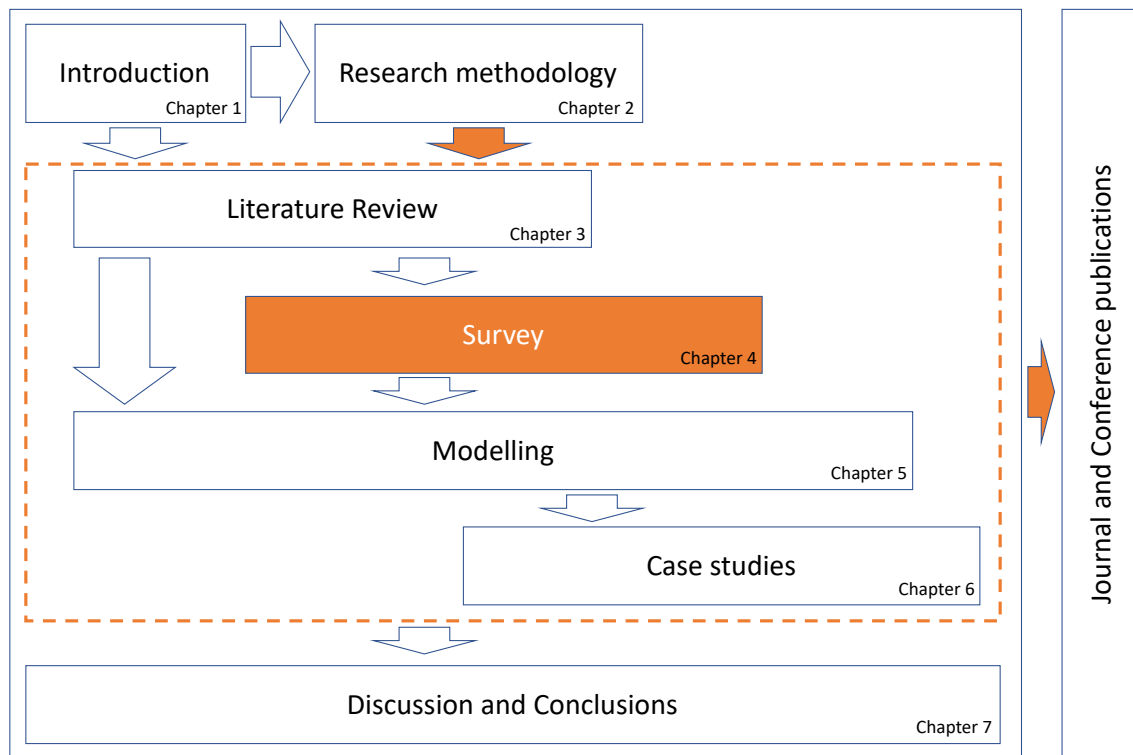 Introduction
Chapter 1
Research methodology
Chapter 2
Literature Review
Chapter 3
Survey
Chapter 4
Modelling
Chapter 5
Case studies
Chapter 6
Discussion and Conclusions
Chapter 7
Journal and Conference publications